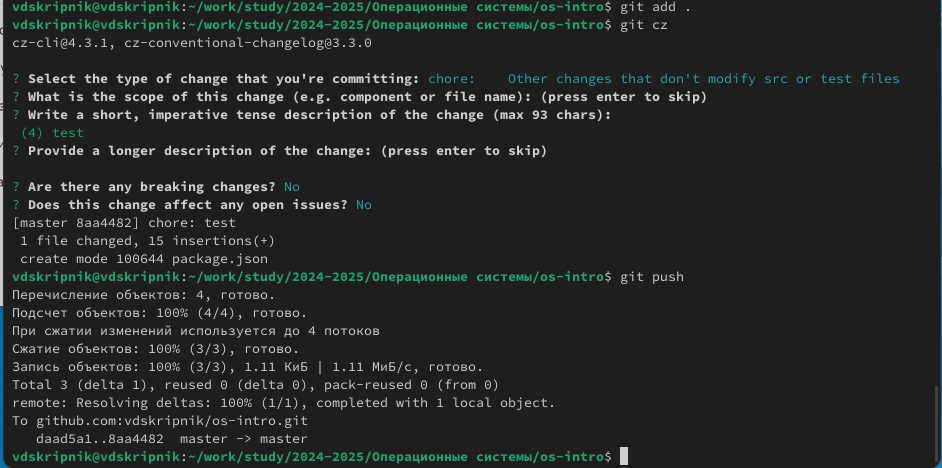 vdskripnik@vdskripnik:~/work/study/2024-2025/Операционные системы/os-intro$ git add .
vdskripnik@vdskripnik:~/work/study/2024-2025/Операционные системы/os-intro$ git cz
cz-cli@4.3.1, cz-conventional-changelog@3.3.0
? Select the type of change that you're committing: chore:    Other changes that don't modify src or test files
? What is the scope of this change (e.g. component or file name): (press enter to skip)
? Write a short, imperative tense description of the change (max 93 chars):
 (4) test
? Provide a longer description of the change: (press enter to skip)
? Are there any breaking changes? No
? Does this change affect any open issues? No
[master 8aa4482] chore: test
 1 file changed, 15 insertions(+)
 create mode 100644 package.json
vdskripnik@vdskripnik:~/work/study/2024-2025/Операционные системы/os-intro$ git push
Перечисление объектов: 4, готово.
Подсчет объектов: 100% (4/4), готово.
При сжатии изменений используется до 4 потоков
Сжатие объектов: 100% (3/3), готово.
Запись объектов: 100% (3/3), 1.11 КиБ | 1.11 МиБ/с, готово.
Total 3 (delta 1), reused 0 (delta 0), pack-reused 0 (from 0)
remote: Resolving deltas: 100% (1/1), completed with 1 local object.
To github.com:vdskripnik/os-intro.git
   daad5a1..8aa4482  master -> master
vdskripnik@vdskripnik:~/work/study/2024-2025/Операционные системы/os-intro$